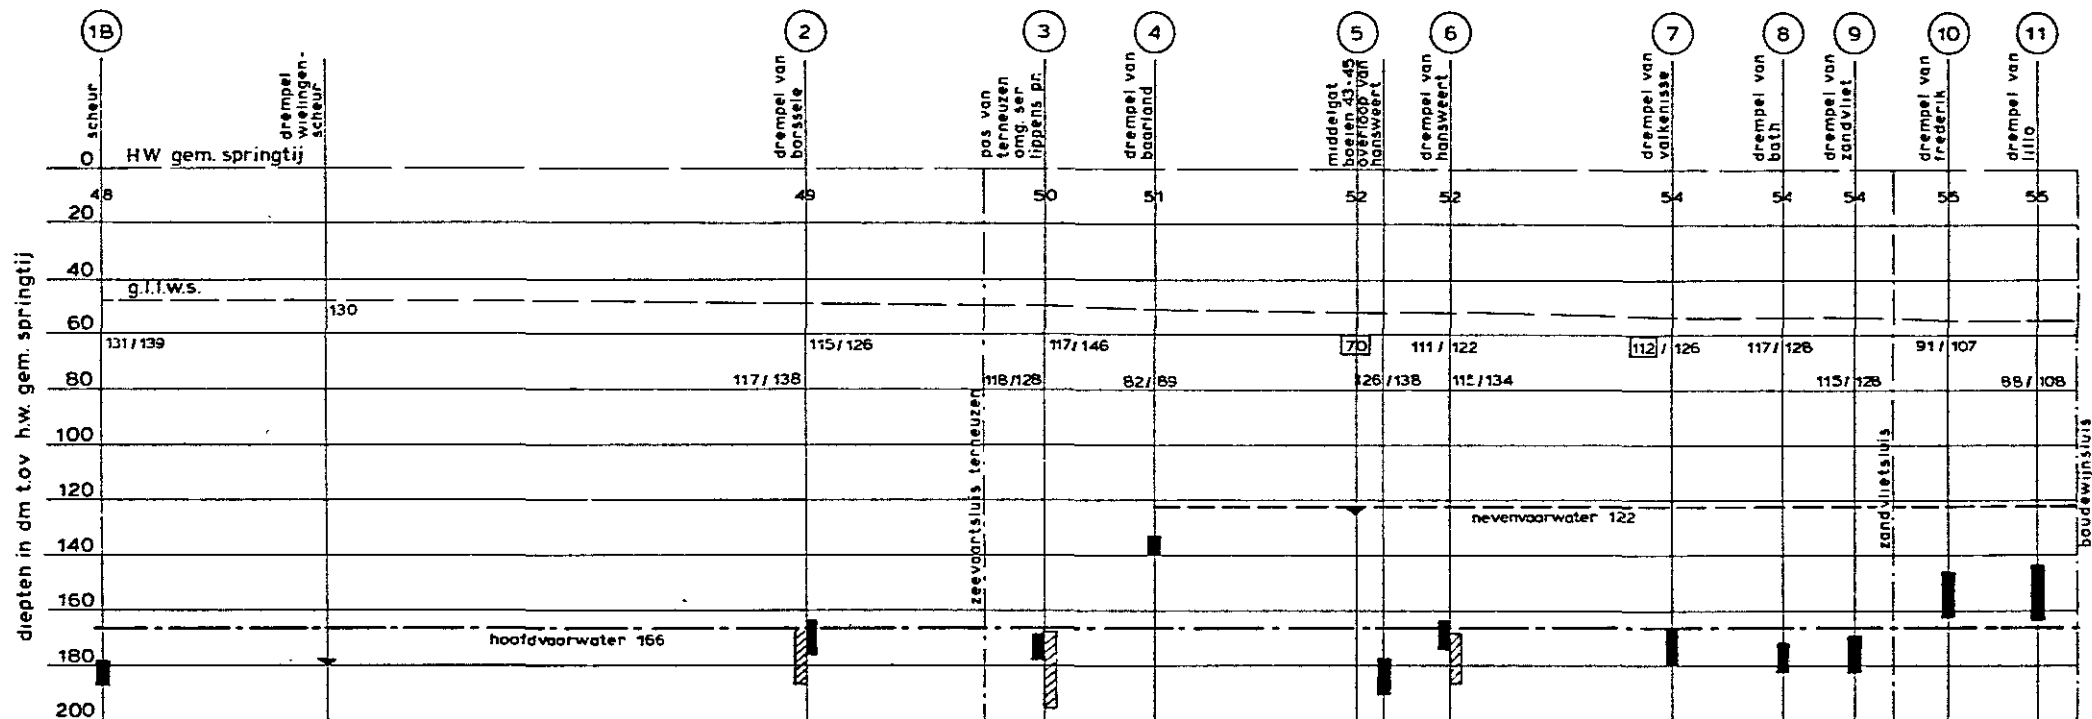 1B 2 3 4 5 6 7 8 9 10 11
scheur
drempel
wielingen-
scheur
drempel van
borssele
pas van
terneuzen
omg. ser
lippens pr.
drempel van
baarland
middelgat
boeien 43-45
overloop van
hansweert
drempel van
hansweert
drempel van
valkenisse
drempel van
bath
drempel van
zandvliet
drempel van
frederik
drempel van
lillo
0 HW gem. springtij
48 49 50 51 52 52 54 54 54 55 55
20
40
g.l.l.w.s.
130
60
131/139 115/126 117/146 70 111/122 112/126 117/128 91/107
117/138 118/128 82/89 126/138 /134 115/128 88/108
80
100
120
nevenvaarwater 122
140
160
hoofdvaarwater 166
180
200
diepten in dm t.o.v h.w. gem. springtij
zeevaartsluis terneuzen
zandvlietsluis
boudewijnsluis